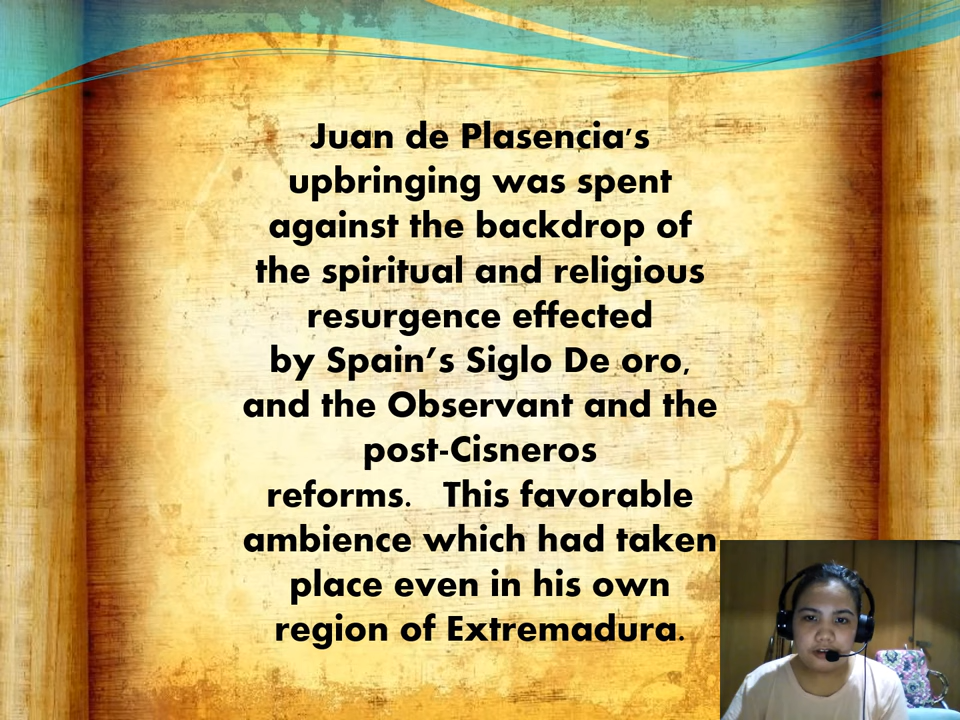 Juan de Plasencia's
upbringing was spent
against the backdrop of
the spiritual and religious
resurgence effected
by Spain’s Siglo De oro,
and the Observant and the
post-Cisneros
reforms.   This favorable
ambience which had taken
place even in his own
region of Extremadura.